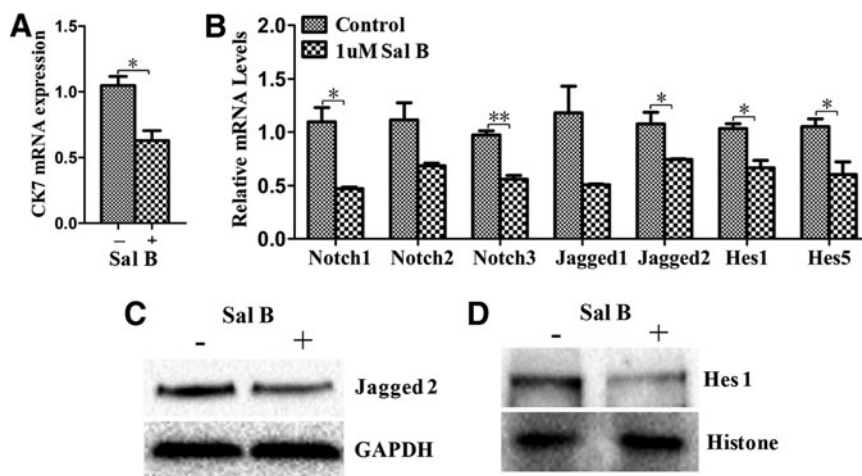 A
CK7 mRNA expression
1.5
1.0
0.5
0.0
*
– +
Sal B
B
Relative mRNA Levels
2.0
1.5
1.0
0.5
0.0
Control
1uM Sal B
* ** * * *
Notch1 Notch2 Notch3 Jagged1 Jagged2 Hes1 Hes5
C
Sal B
- +
Jagged 2
GAPDH
D
Sal B
- +
Hes 1
Histone